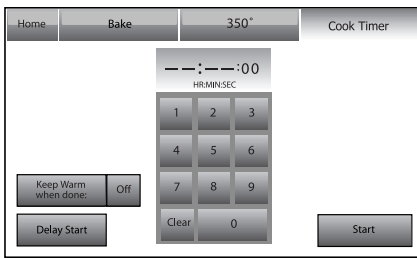 Home Bake 350° Cook Timer
– –:– –:00
HR:MIN:SEC
1 2 3
4 5 6
7 8 9
Clear 0
Keep Warm
when done:
Off
Delay Start
Start